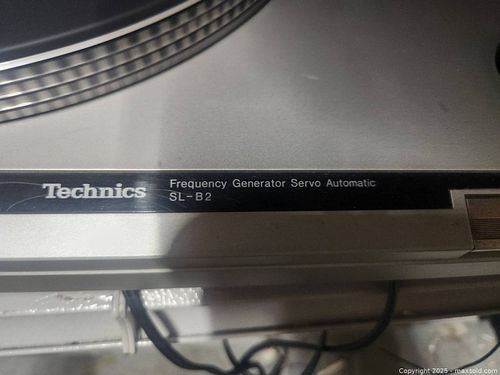 Technics
Frequency Generator Servo Automatic
SL-B2
Copyright 2025 - maxsold.com